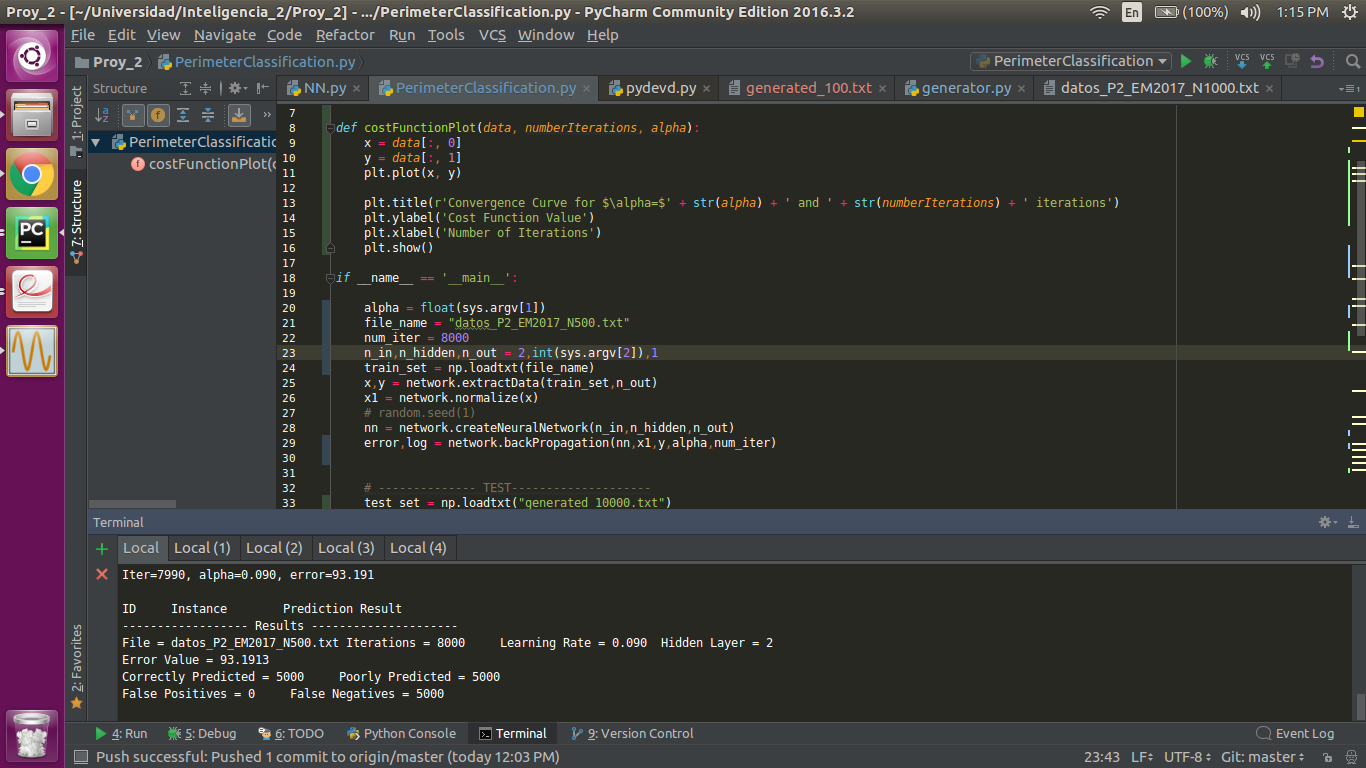 Proy_2 - [~/Universidad/Inteligencia_2/Proy_2] - .../PerimeterClassification.py - PyCharm Community Edition 2016.3.2
En
(100%)
1:15 PM
File Edit View Navigate Code Refactor Run Tools VCS Window Help
Proy_2 PerimeterClassification.py
PerimeterClassification
VCS VCS
1: Project
Structure
NN.py
PerimeterClassification.py
pydevd.py
generated_100.txt
generator.py
datos_P2_EM2017_N1000.txt
PerimeterClassificatio
costFunctionPlot(
7: Structure
2: Favorites
PC
7
8 def costFunctionPlot(data, numberIterations, alpha):
9 x = data[:, 0]
10 y = data[:, 1]
11 plt.plot(x, y)
12
13 plt.title(r'Convergence Curve for $\alpha=$' + str(alpha) + ' and ' + str(numberIterations) + ' iterations')
14 plt.ylabel('Cost Function Value')
15 plt.xlabel('Number of Iterations')
16 plt.show()
17
18 if __name__ == '__main__':
19
20 alpha = float(sys.argv[1])
21 file_name = "datos_P2_EM2017_N500.txt"
22 num_iter = 8000
23 n_in,n_hidden,n_out = 2,int(sys.argv[2]),1
24 train_set = np.loadtxt(file_name)
25 x,y = network.extractData(train_set,n_out)
26 x1 = network.normalize(x)
27 # random.seed(1)
28 nn = network.createNeuralNetwork(n_in,n_hidden,n_out)
29 error,log = network.backPropagation(nn,x1,y,alpha,num_iter)
30
31
32 # -------------- TEST--------------------
33 test set = np.loadtxt("generated 10000.txt")
Terminal
Local Local (1) Local (2) Local (3) Local (4)
Iter=7990, alpha=0.090, error=93.191
ID Instance Prediction Result
------------------ Results ---------------------
File = datos_P2_EM2017_N500.txt Iterations = 8000 Learning Rate = 0.090 Hidden Layer = 2
Error Value = 93.1913
Correctly Predicted = 5000 Poorly Predicted = 5000
False Positives = 0 False Negatives = 5000
4: Run 5: Debug 6: TODO Python Console Terminal 9: Version Control Event Log
Push successful: Pushed 1 commit to origin/master (today 12:03 PM)
23:43 LF UTF-8 Git: master